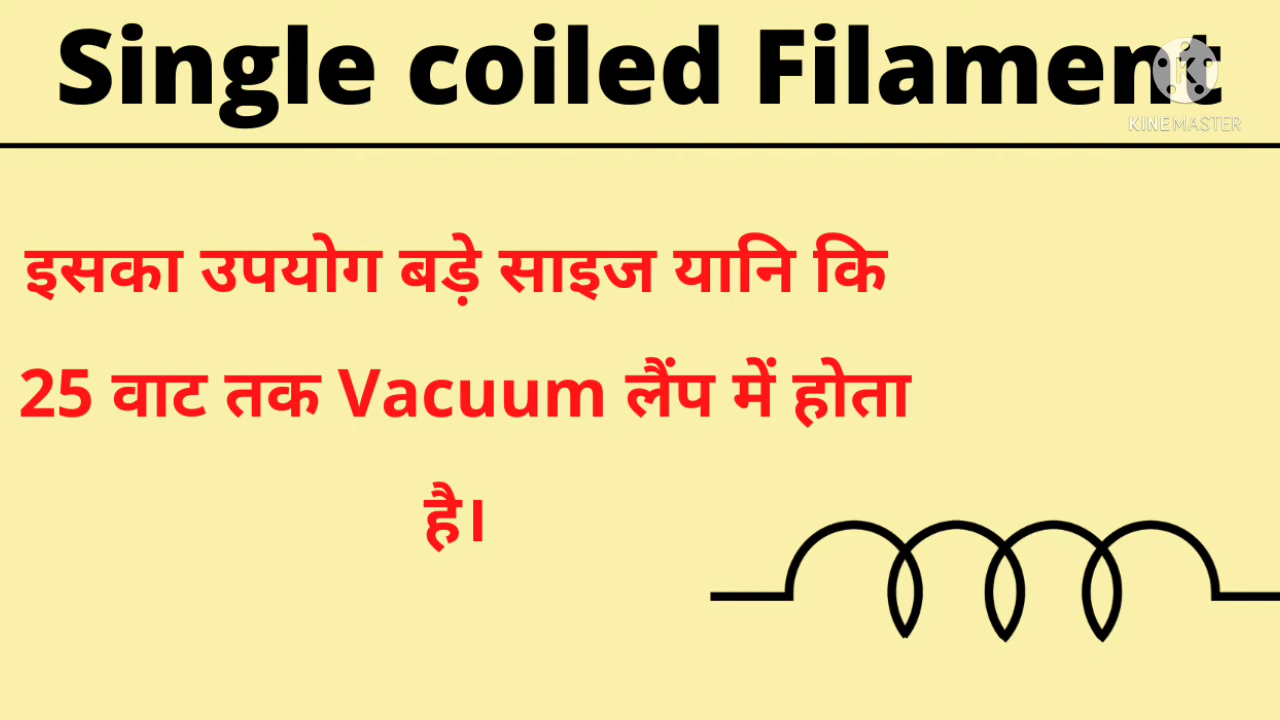 Single coiled Filament
KINEMASTER
इसका उपयोग बड़े साइज यानि कि
25 वाट तक Vacuum लैंप में होता
है।